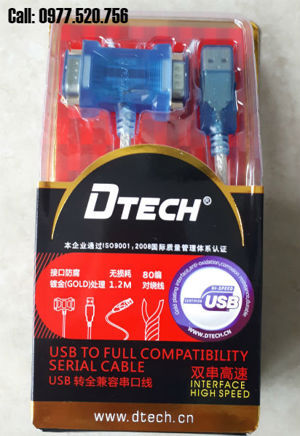 Call: 0977.520.756
DTECH®
本企业通过ISO9001,2008国际质量管理体系认证
接口防腐 无损耗 80编
镀金(GOLD)处理 1.2M 对绕线
HI-SPEED
CERTIFIED
USB
WWW.DTECH.CN
USB TO FULL COMPATIBILITY
SERIAL CABLE
USB 转全兼容串口线
双串高速
INTERFACE
HIGH SPEED
www.dtech.cn